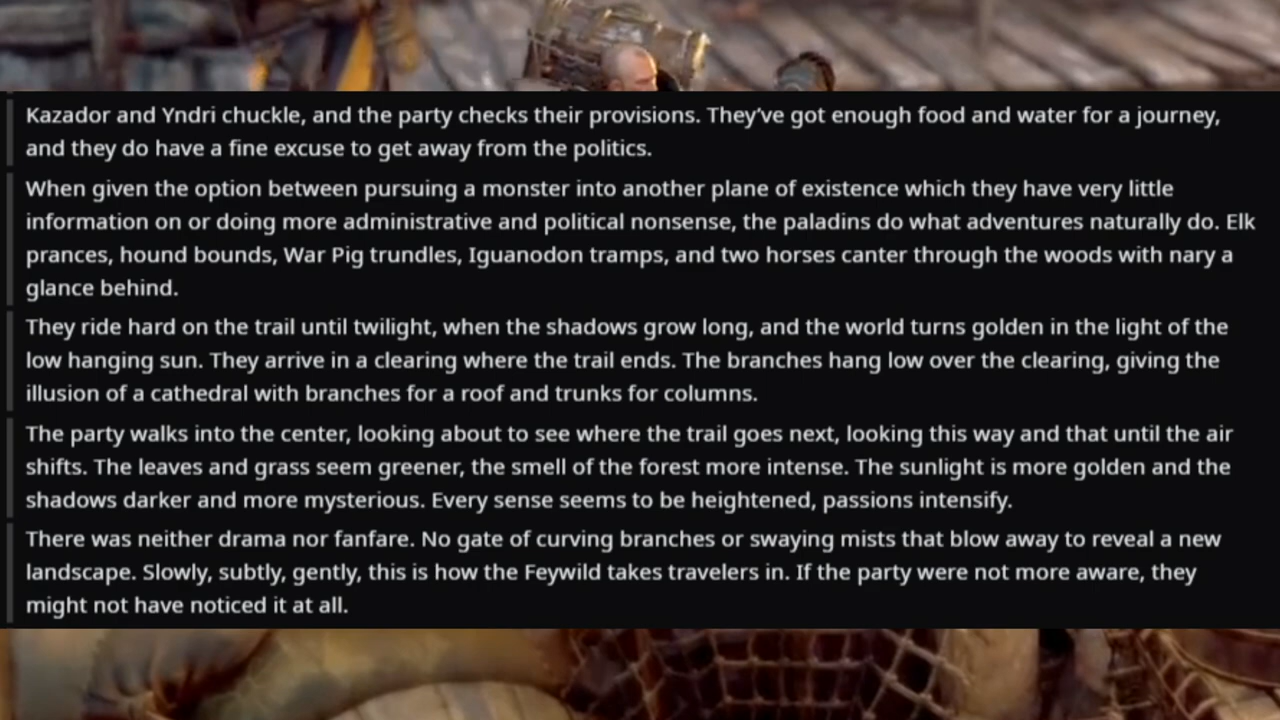 Kazador and Yndri chuckle, and the party checks their provisions. They’ve got enough food and water for a journey,
and they do have a fine excuse to get away from the politics.
When given the option between pursuing a monster into another plane of existence which they have very little
information on or doing more administrative and political nonsense, the paladins do what adventures naturally do. Elk
prances, hound bounds, War Pig trundles, Iguanodon tramps, and two horses canter through the woods with nary a
glance behind.
They ride hard on the trail until twilight, when the shadows grow long, and the world turns golden in the light of the
low hanging sun. They arrive in a clearing where the trail ends. The branches hang low over the clearing, giving the
illusion of a cathedral with branches for a roof and trunks for columns.
The party walks into the center, looking about to see where the trail goes next, looking this way and that until the air
shifts. The leaves and grass seem greener, the smell of the forest more intense. The sunlight is more golden and the
shadows darker and more mysterious. Every sense seems to be heightened, passions intensify.
There was neither drama nor fanfare. No gate of curving branches or swaying mists that blow away to reveal a new
landscape. Slowly, subtly, gently, this is how the Feywild takes travelers in. If the party were not more aware, they
might not have noticed it at all.